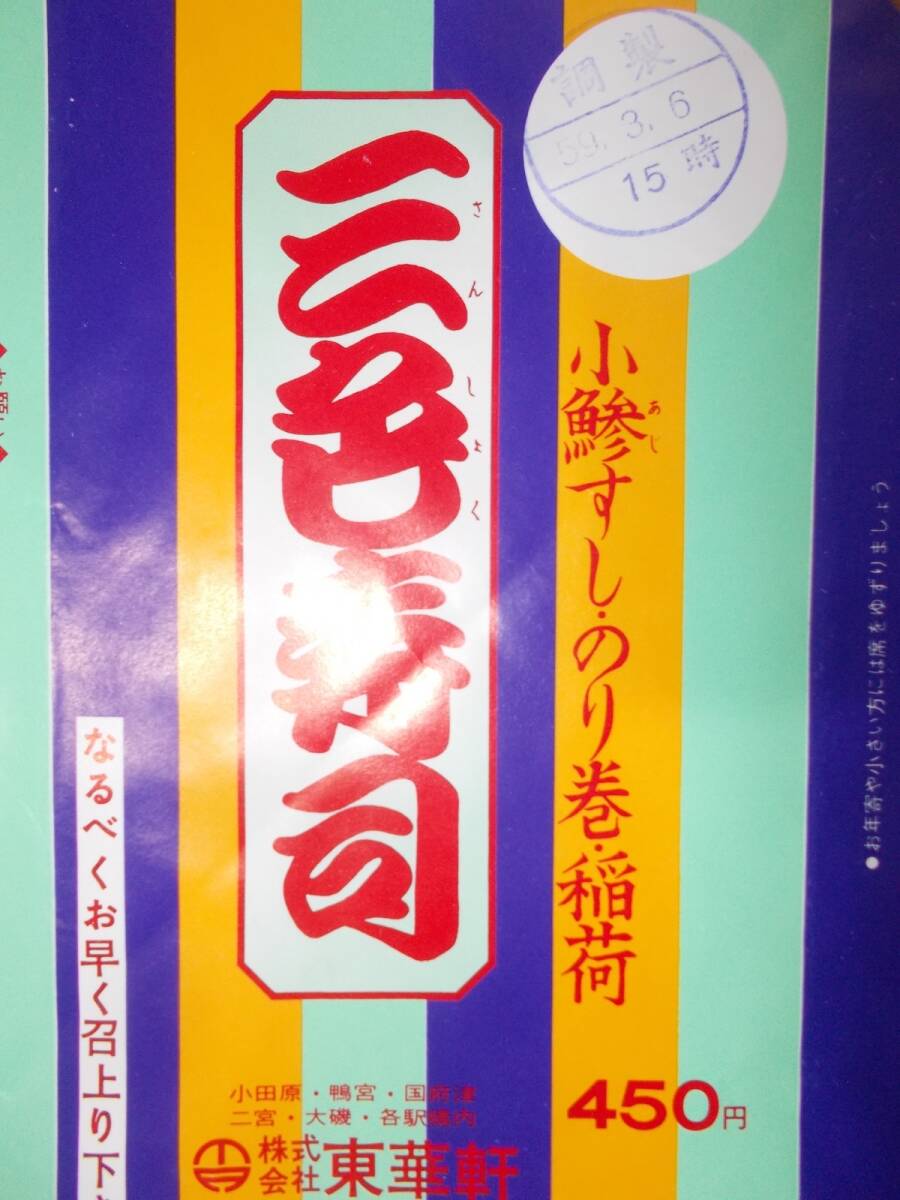 調製
59.3.6
15時
三色寿司
さんしょく
小鯵すし・のり巻・稲荷
あじ
450円
なるべくお早く召上り下
●お年寄や小さい方には席をゆずりましょう
小田原・鴨宮・国府津
二宮・大磯・各駅構内
株式会社 東華軒